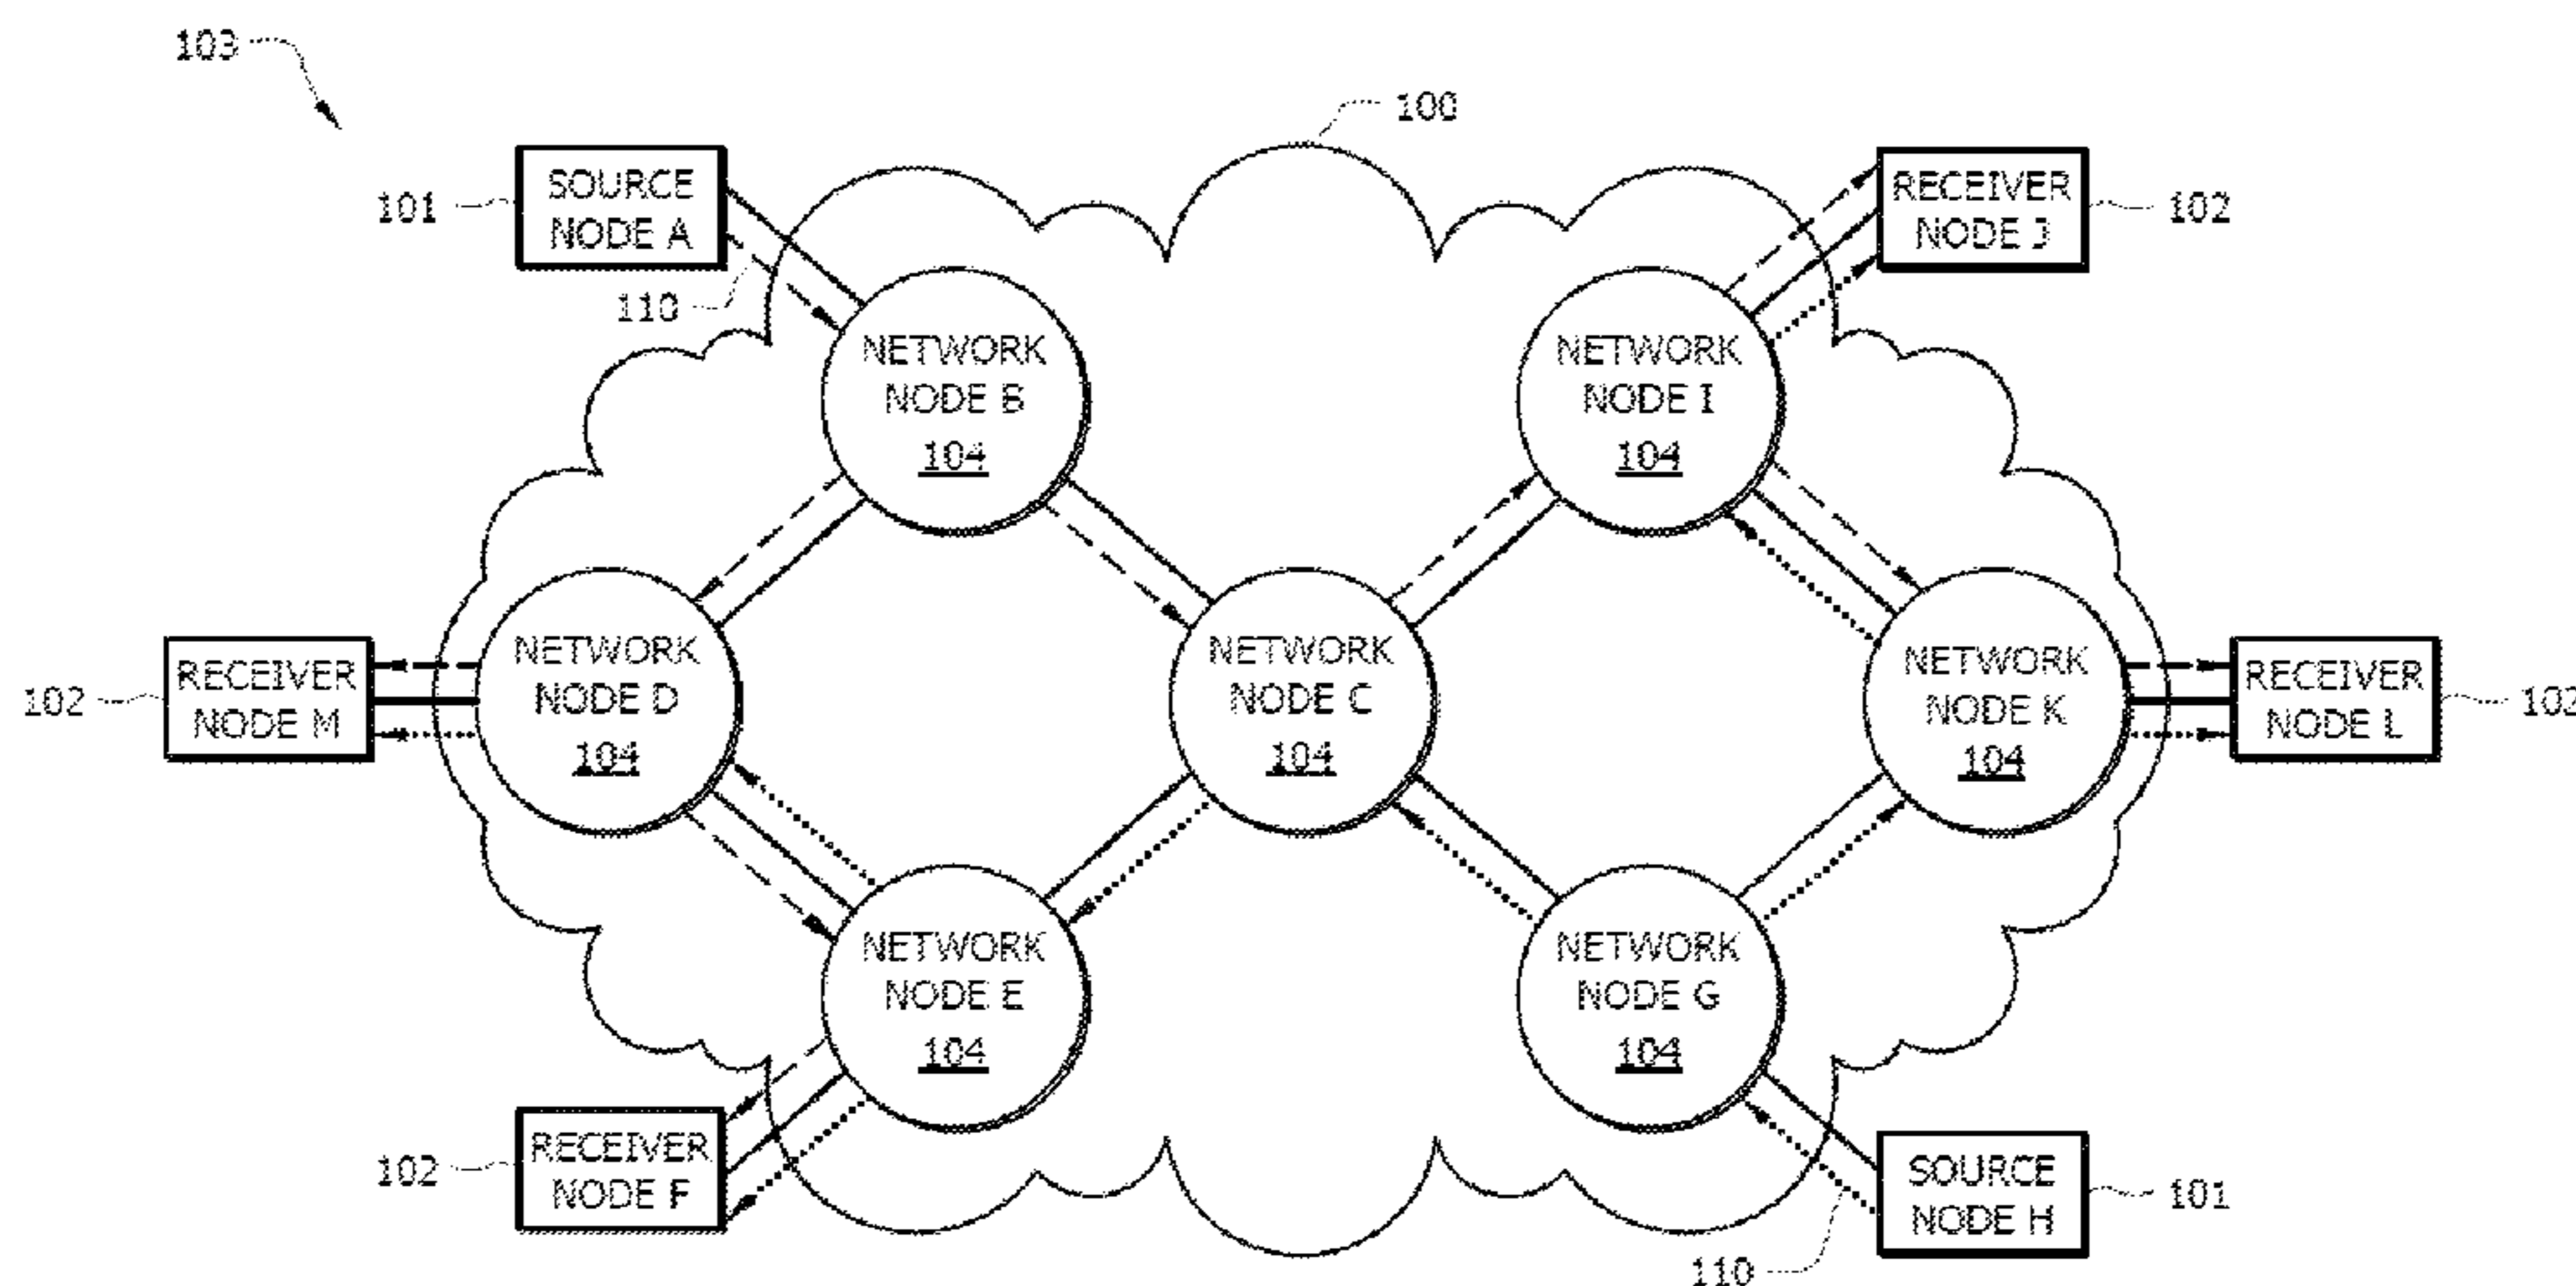 103
100
101
SOURCE
NODE A
RECEIVER
NODE J
102
110
NETWORK
NODE B
104
NETWORK
NODE I
104
102
RECEIVER
NODE M
NETWORK
NODE D
104
NETWORK
NODE C
104
NETWORK
NODE K
104
RECEIVER
NODE L
102
NETWORK
NODE E
104
NETWORK
NODE G
104
102
RECEIVER
NODE F
SOURCE
NODE H
101
110